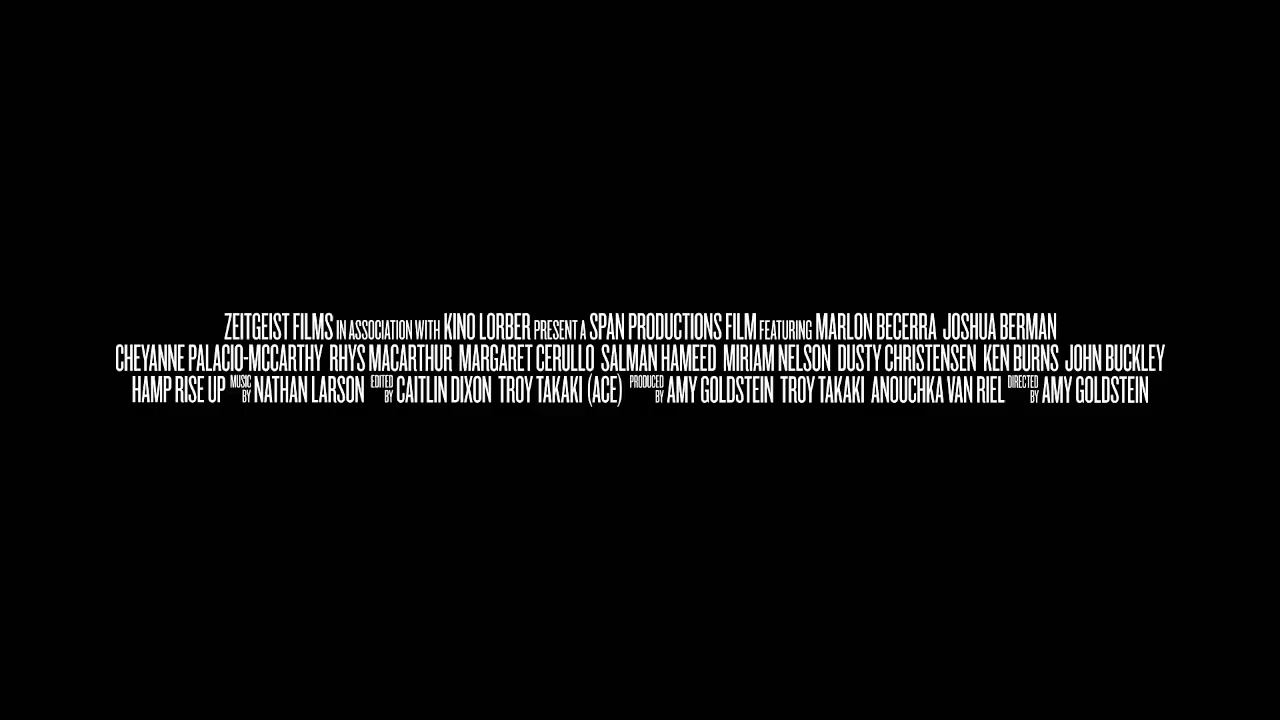 ZEITGEIST FILMS IN ASSOCIATION WITH KINO LORBER PRESENT A SPAN PRODUCTIONS FILM FEATURING MARLON BECERRA JOSHUA BERMAN
CHEYANNE PALACIO-MCCARTHY RHYS MACARTHUR MARGARET CERULLO SALMAN HAMEED MIRIAM NELSON DUSTY CHRISTENSEN KEN BURNS JOHN BUCKLEY
HAMP RISE UP MUSIC BY NATHAN LARSON EDITED BY CAITLIN DIXON TROY TAKAKI (ACE) PRODUCED BY AMY GOLDSTEIN TROY TAKAKI ANOUCHKA VAN RIEL DIRECTED BY AMY GOLDSTEIN